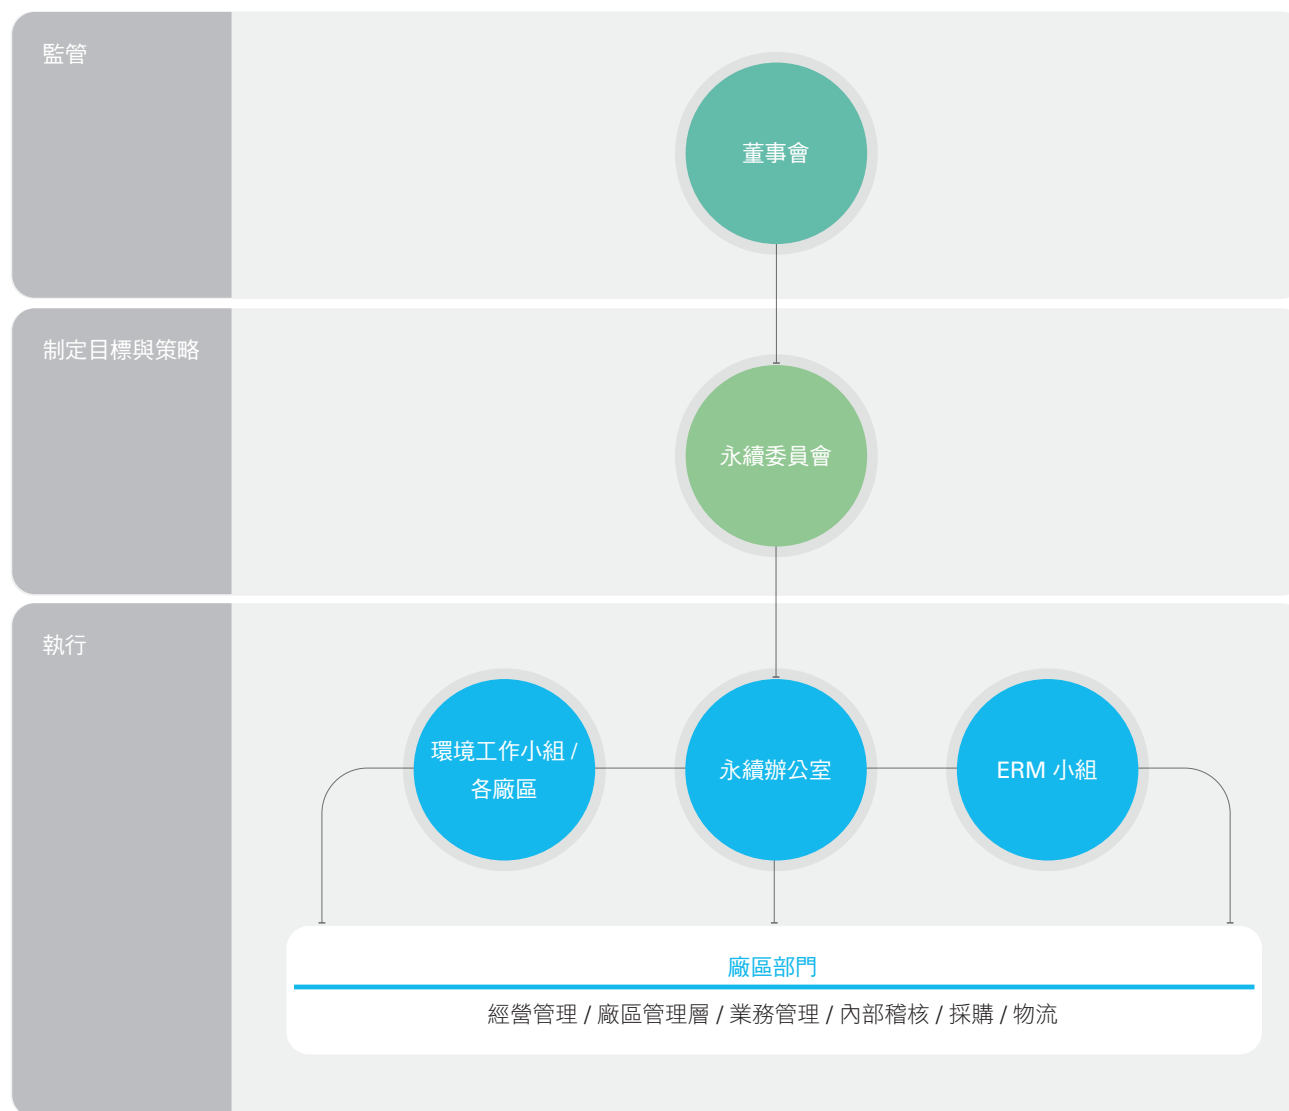 監管
董事會
制定目標與策略
永續委員會
執行
環境工作小組 /
各廠區
永續辦公室
ERM 小組
廠區部門
經營管理 / 廠區管理層 / 業務管理 / 內部稽核 / 採購 / 物流